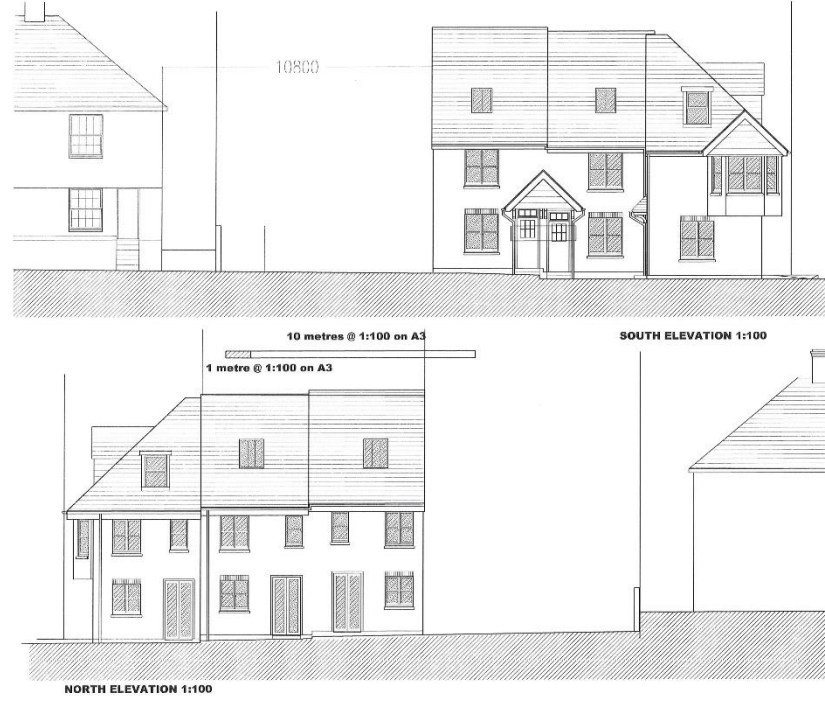 10800
10 metres @ 1:100 on A3
SOUTH ELEVATION 1:100
1 metre @ 1:100 on A3
NORTH ELEVATION 1:100